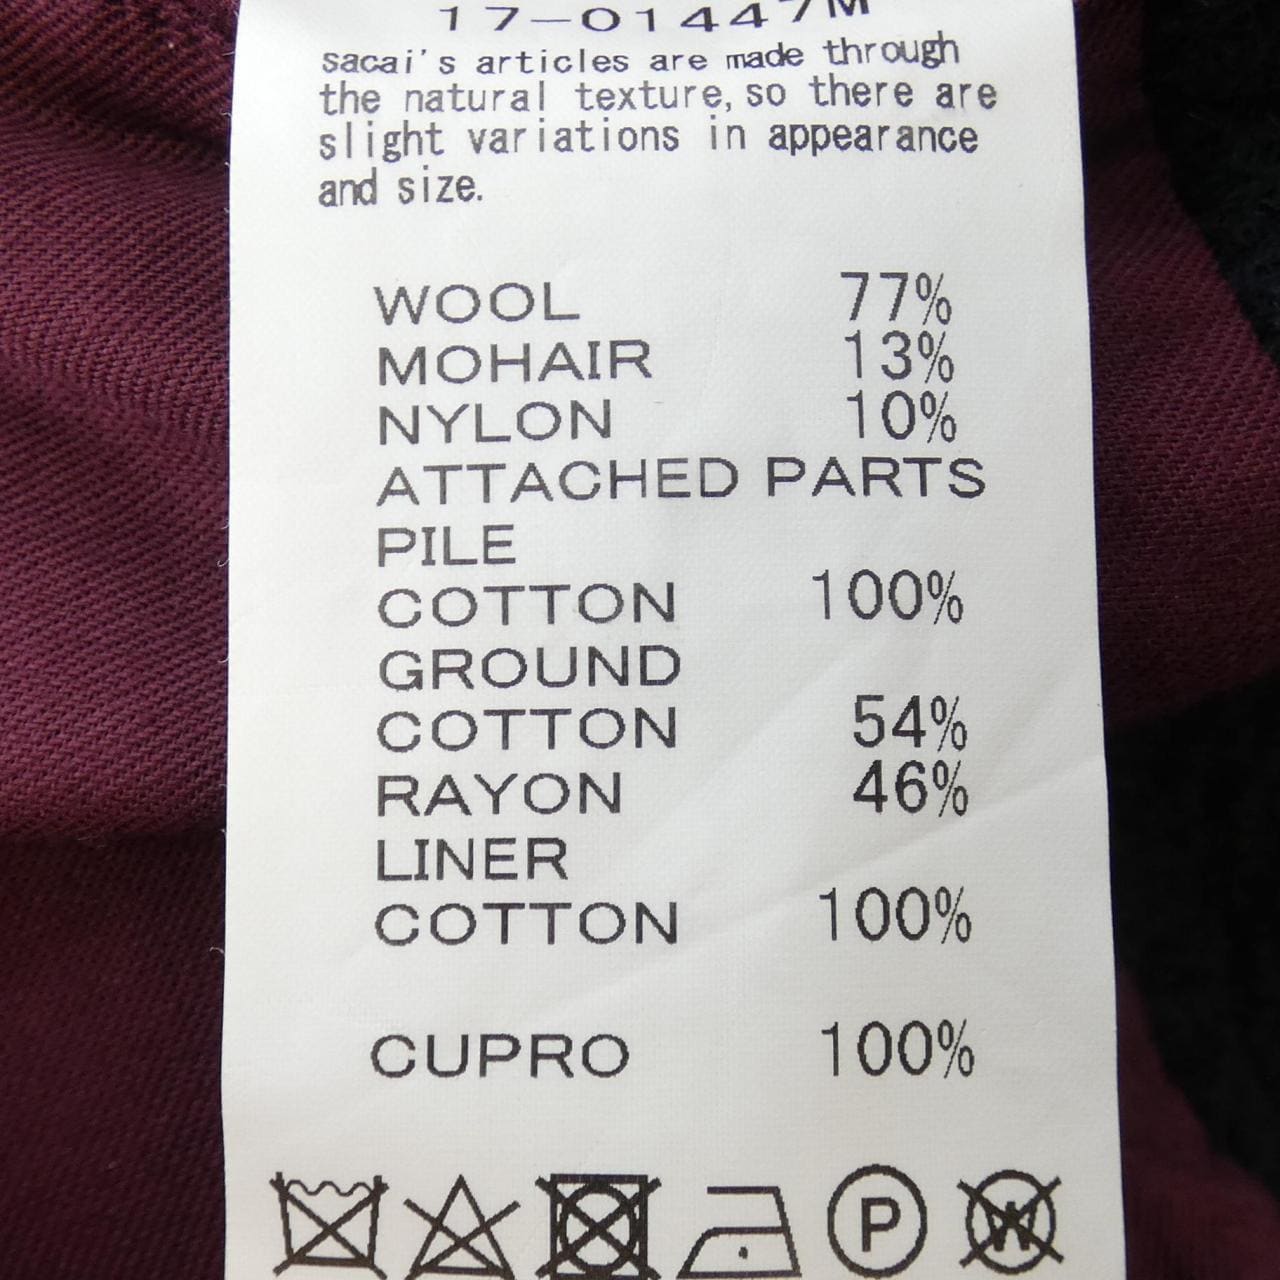 17-01447M
sacai's articles are made through
the natural texture, so there are
slight variations in appearance
and size.
WOOL 77%
MOHAIR 13%
NYLON 10%
ATTACHED PARTS
PILE
COTTON 100%
GROUND
COTTON 54%
RAYON 46%
LINER
COTTON 100%
CUPRO 100%
P W